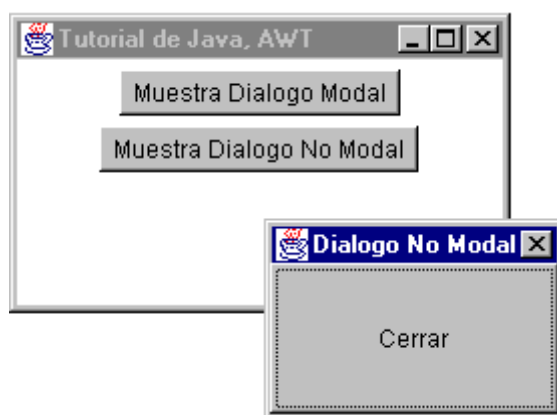 Tutorial de Java, AWT
Muestra Dialogo Modal
Muestra Dialogo No Modal
Dialogo No Modal
Cerrar